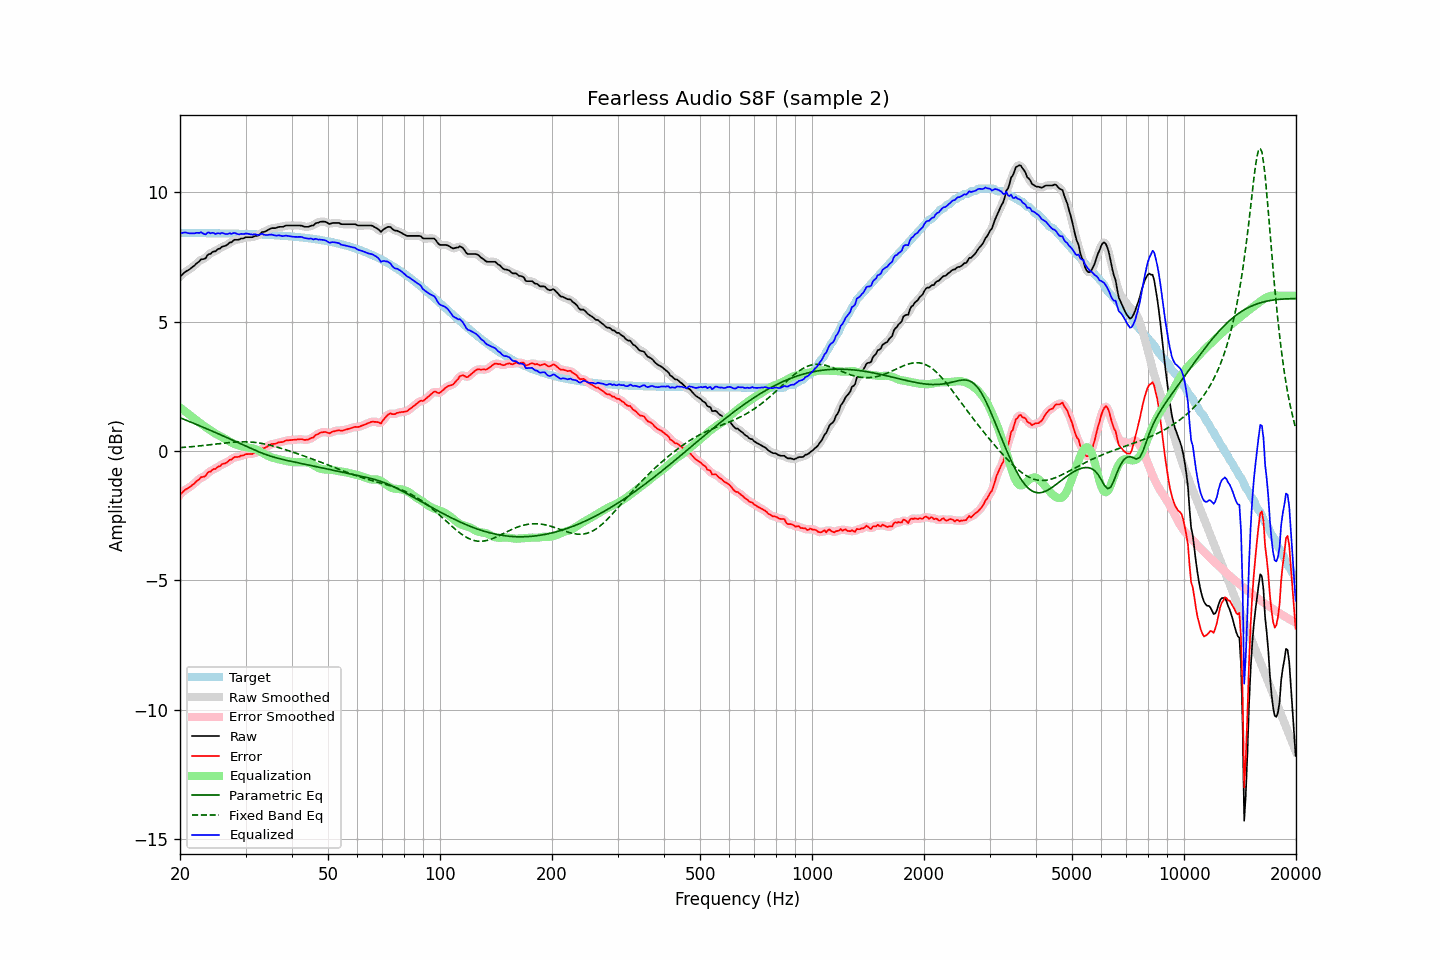 Fearless Audio S8F (sample 2)
Amplitude (dBr)
10
5
0
−5
−10
−15
Target
Raw Smoothed
Error Smoothed
Raw
Error
Equalization
Parametric Eq
Fixed Band Eq
Equalized
20 50 100 200 500 1000 2000 5000 10000 20000
Frequency (Hz)